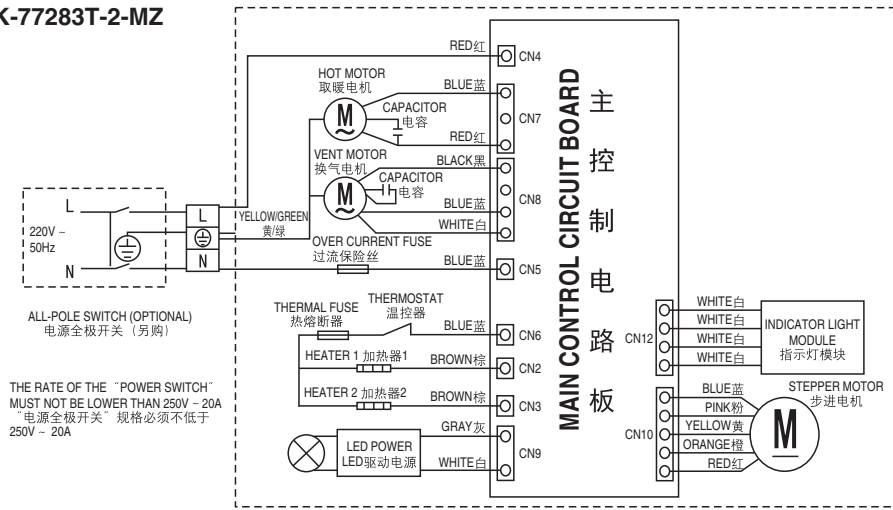 K-77283T-2-MZ
RED红
CN4
HOT MOTOR
取暖电机
BLUE蓝
CAPACITOR
电容
M
CN7
RED红
VENT MOTOR
换气电机
BLACK黑
CAPACITOR
电容
M
CN8
BLUE蓝
WHITE白
L
220V ~
50Hz
N
L
N
YELLOW/GREEN
黄/绿
OVER CURRENT FUSE
过流保险丝
BLUE蓝
CN5
ALL-POLE SWITCH (OPTIONAL)
电源全极开关（另购）
THERMAL FUSE
热熔断器
THERMOSTAT
温控器
BLUE蓝
CN6
HEATER 1 加热器1
BROWN棕
CN2
HEATER 2 加热器2
BROWN棕
CN3
THE RATE OF THE “POWER SWITCH”
MUST NOT BE LOWER THAN 250V ~ 20A
“电源全极开关”规格必须不低于
250V ~ 20A
GRAY灰
LED POWER
LED驱动电源
WHITE白
CN9
MAIN CONTROL CIRCUIT BOARD
主控制电路板
WHITE白
WHITE白
WHITE白
WHITE白
CN12
INDICATOR LIGHT
MODULE
指示灯模块
STEPPER MOTOR
步进电机
BLUE蓝
PINK粉
YELLOW黄
ORANGE橙
RED红
CN10
M